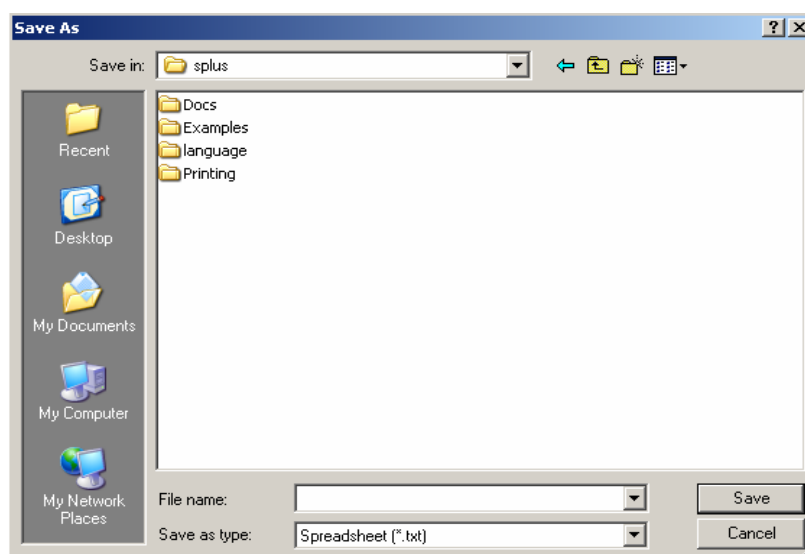 Save As
Save in: splus
Docs
Examples
language
Printing
Recent
Desktop
My Documents
My Computer
My Network
Places
File name:
Save
Save as type: Spreadsheet (*.txt)
Cancel